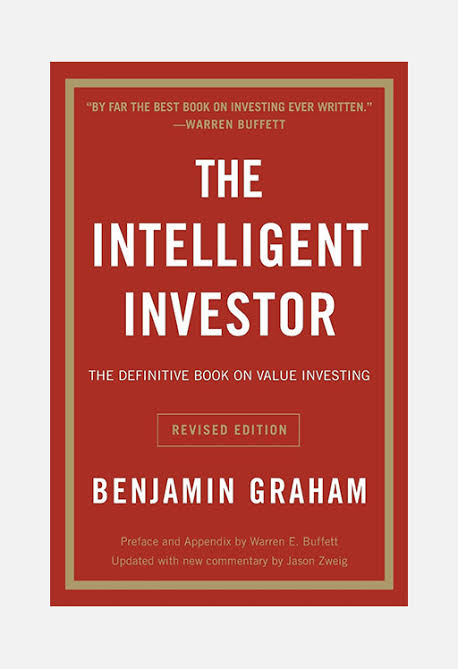 “BY FAR THE BEST BOOK ON INVESTING EVER WRITTEN.”
—WARREN BUFFETT
THE
INTELLIGENT
INVESTOR
THE DEFINITIVE BOOK ON VALUE INVESTING
REVISED EDITION
BENJAMIN GRAHAM
Preface and Appendix by Warren E. Buffett
Updated with new commentary by Jason Zweig